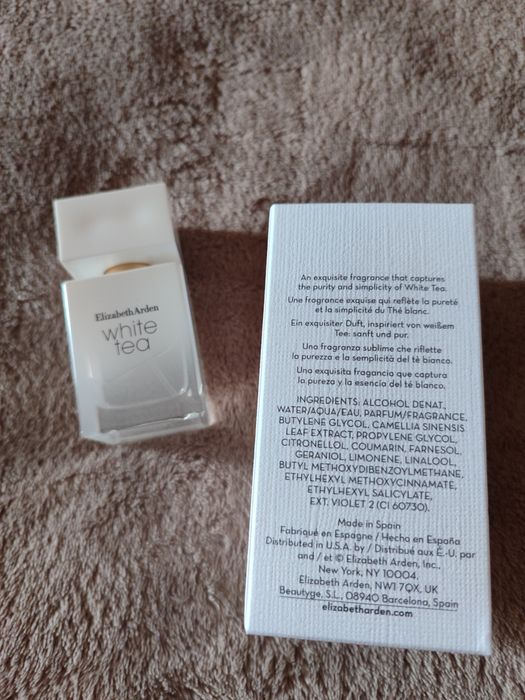 Elizabeth Arden
white
tea
An exquisite fragrance that captures
the purity and simplicity of White Tea.
Une fragrance exquise qui reflète la pureté
et la simplicité du Thé blanc.
Ein exquisiter Duft, inspiriert von weißem
Tee: sanft und pur.
Una fragranza sublime che riflette
la purezza e la semplicità del tè bianco.
Una exquisita fragancia que captura
la pureza y la esencia del té blanco.
INGREDIENTS: ALCOHOL DENAT,
WATER/AQUA/EAU, PARFUM/FRAGRANCE,
BUTYLENE GLYCOL, CAMELLIA SINENSIS
LEAF EXTRACT, PROPYLENE GLYCOL,
CITRONELLOL, COUMARIN, FARNESOL,
GERANIOL, LIMONENE, LINALOOL,
BUTYL METHOXYDIBENZOYLMETHANE,
ETHYLHEXYL METHOXYCINNAMATE,
ETHYLHEXYL SALICYLATE,
EXT. VIOLET 2 (CI 60730).
Made in Spain
Fabriqué en Espagne / Hecho en España
Distributed in U.S.A. by / Distribué aux É.-U. par
and / et © Elizabeth Arden, Inc.,
New York, NY 10004,
Elizabeth Arden, NW1 7QX, UK
Beautyge, S.L., 08940 Barcelona, Spain
elizabetharden.com